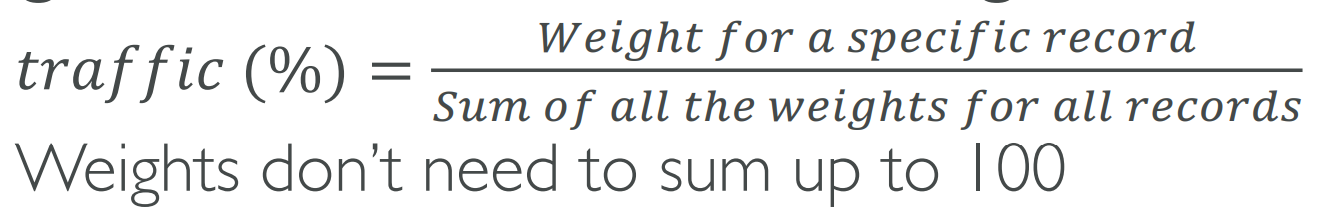 traffic (%) = Weight for a specific record / Sum of all the weights for all records
Weights don't need to sum up to 100